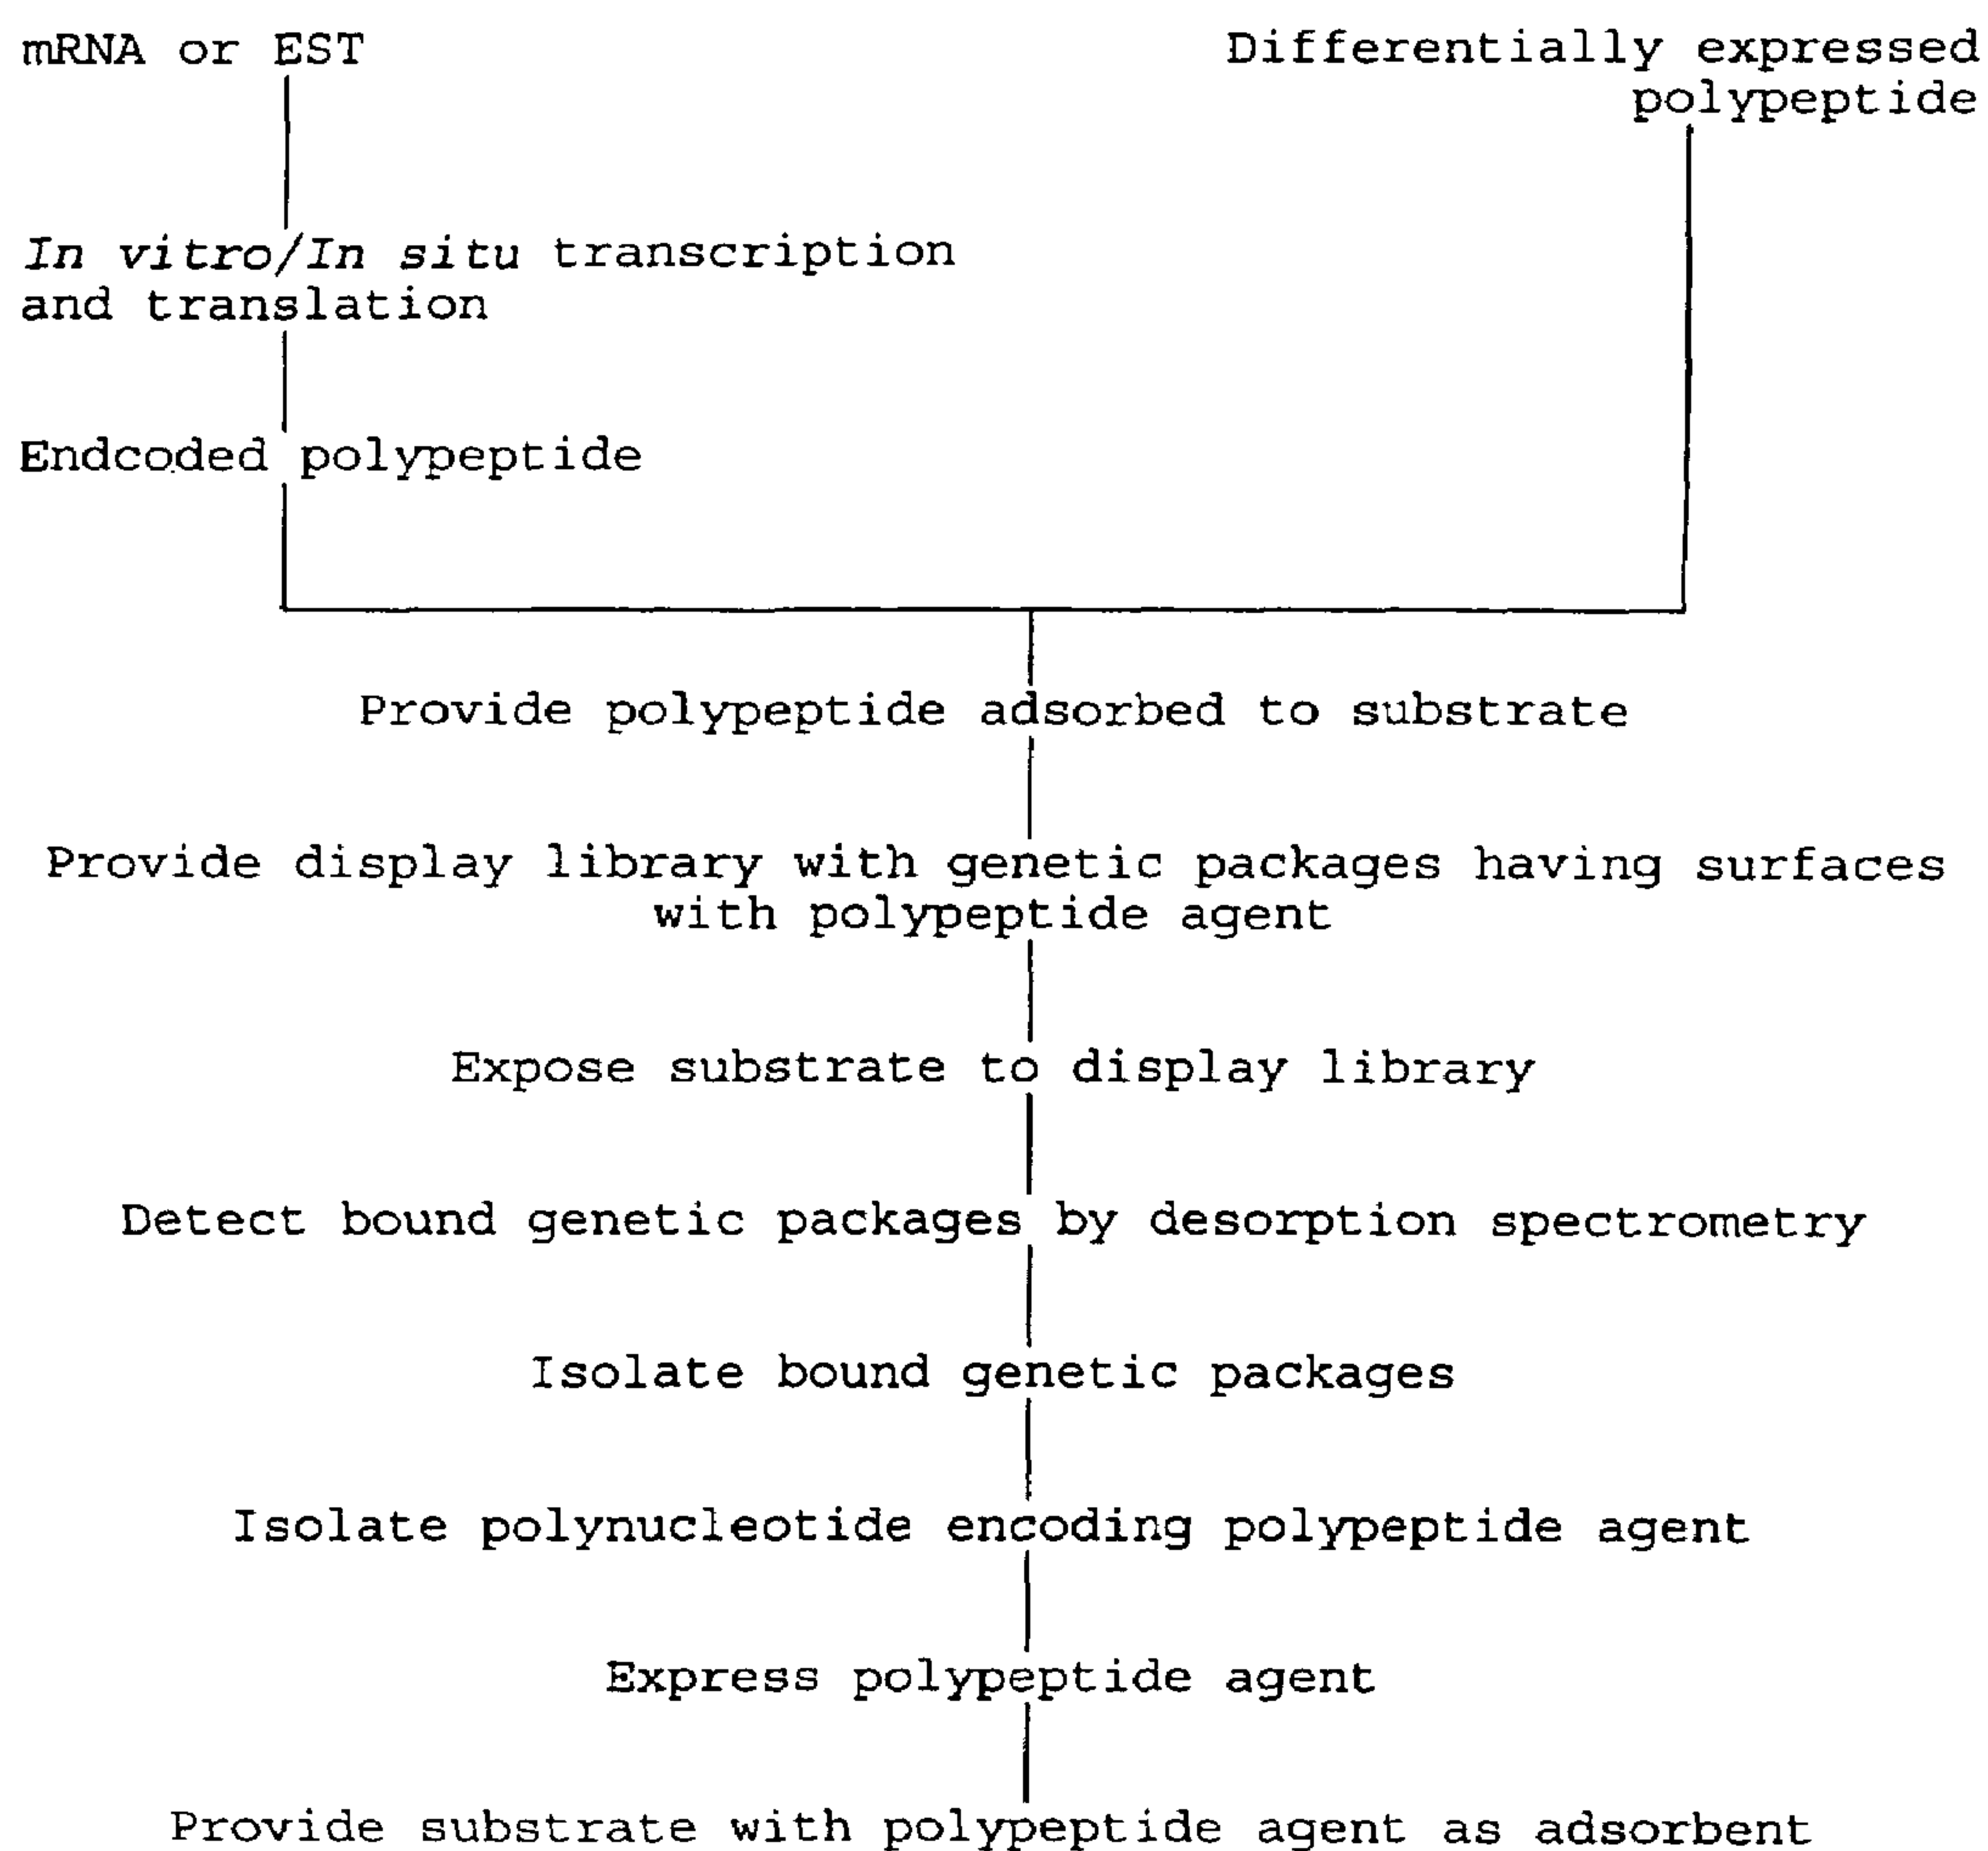 mRNA or EST
Differentially expressed
polypeptide
In vitro/In situ transcription
and translation
Endcoded polypeptide
Provide polypeptide adsorbed to substrate
Provide display library with genetic packages having surfaces
with polypeptide agent
Expose substrate to display library
Detect bound genetic packages by desorption spectrometry
Isolate bound genetic packages
Isolate polynucleotide encoding polypeptide agent
Express polypeptide agent
Provide substrate with polypeptide agent as adsorbent